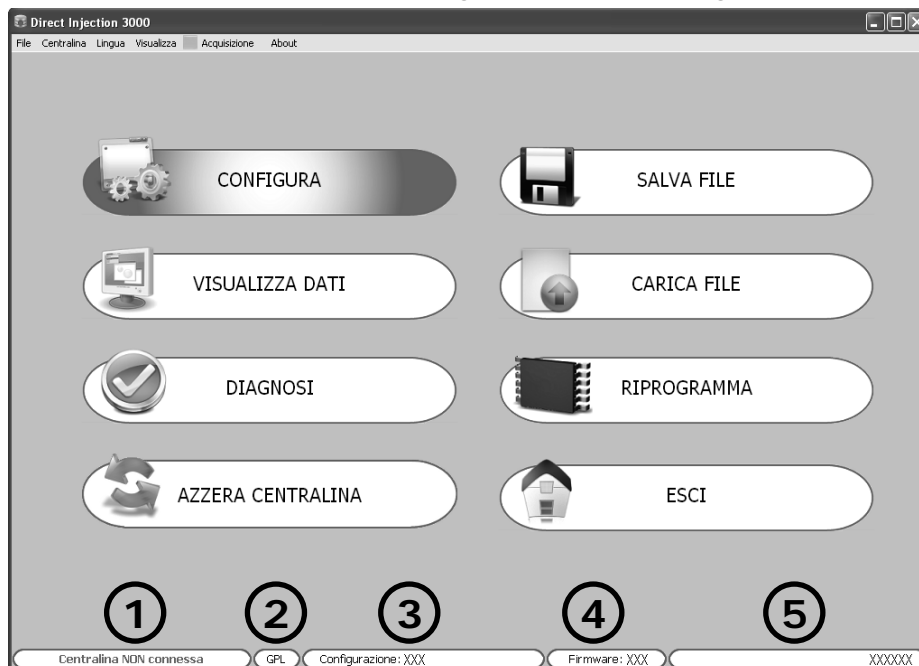 Direct Injection 3000
File Centralina Lingua Visualizza Acquisizione About
CONFIGURA
SALVA FILE
VISUALIZZA DATI
CARICA FILE
DIAGNOSI
RIPROGRAMMA
AZZERA CENTRALINA
ESCI
1 2 3 4 5
Centralina NON connessa GPL Configurazione: XXX Firmware: XXX XXXXXX